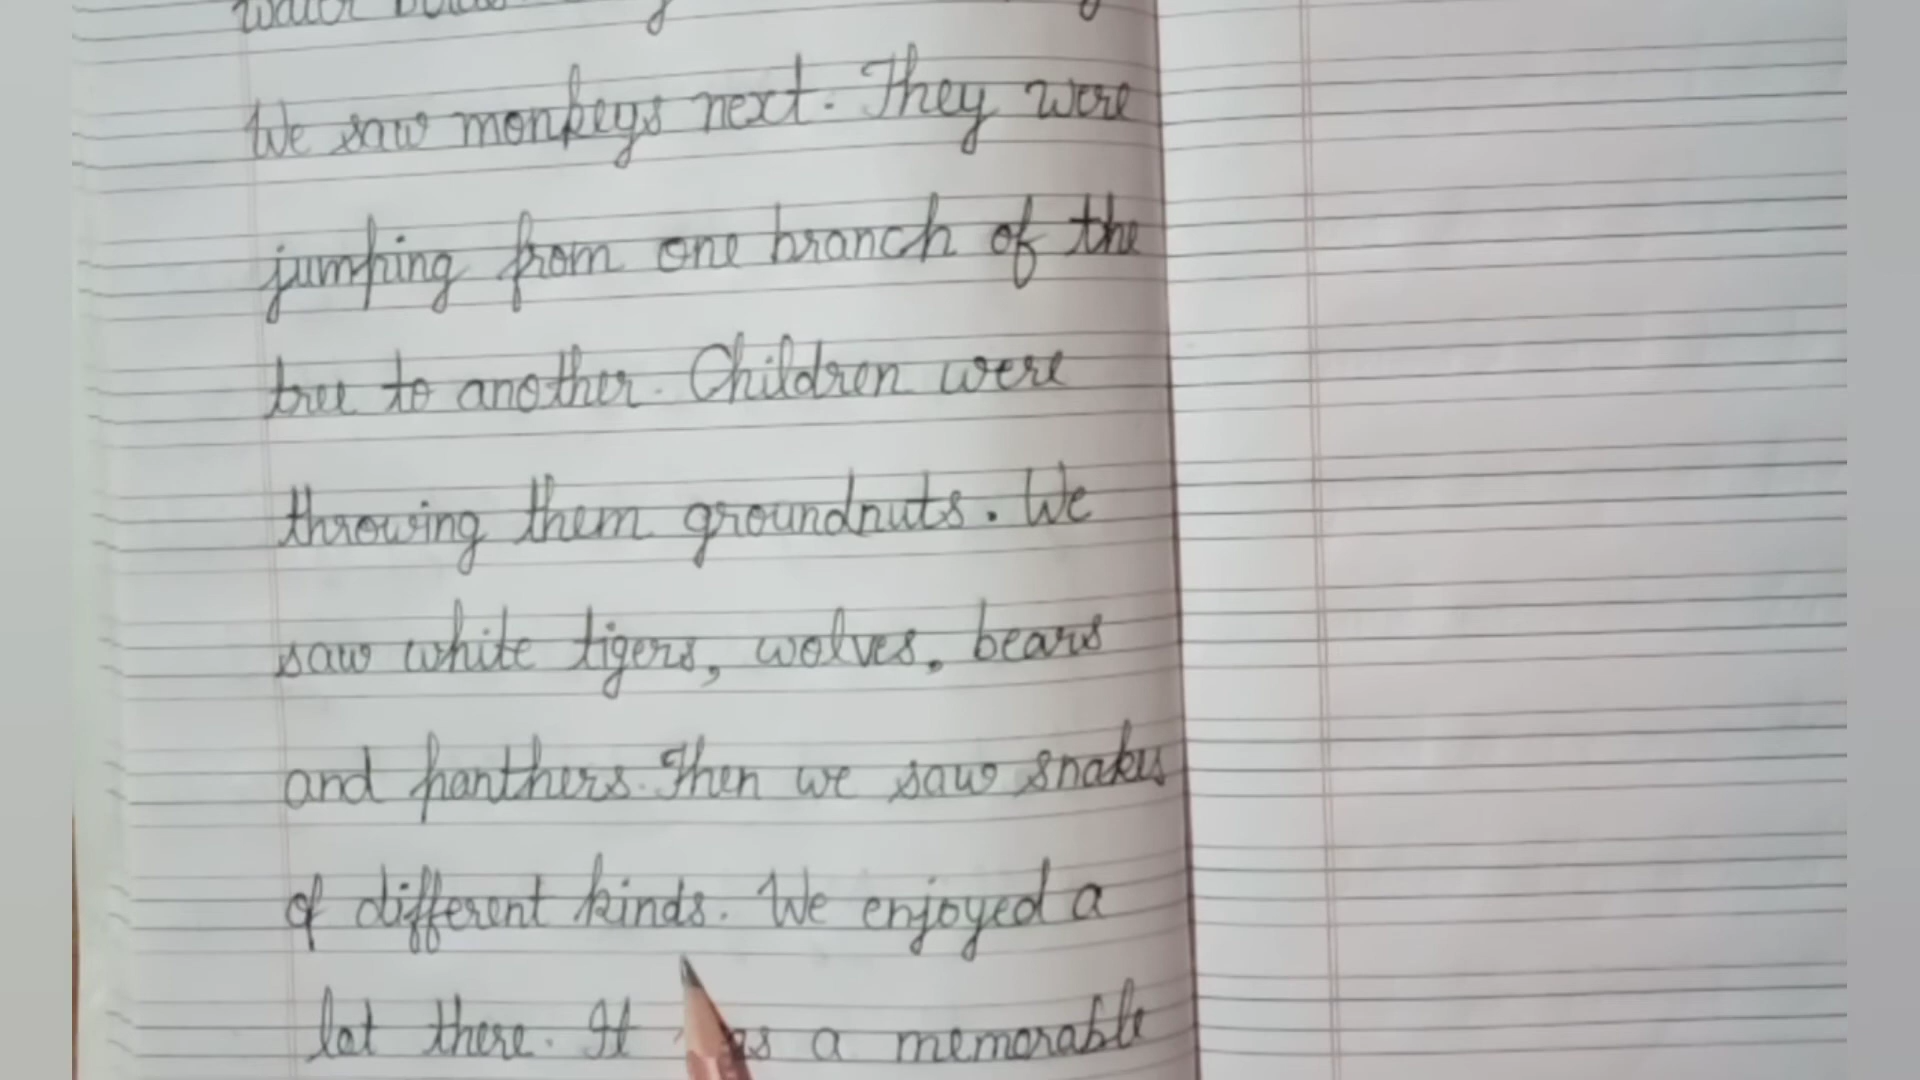 water
We saw monkeys next. They were
jumping from one branch of the
tree to another. Children were
throwing them groundnuts. We
saw white tigers, wolves, bears
and panthers. Then we saw snakes
of different kinds. We enjoyed a
lot there. It was a memorable